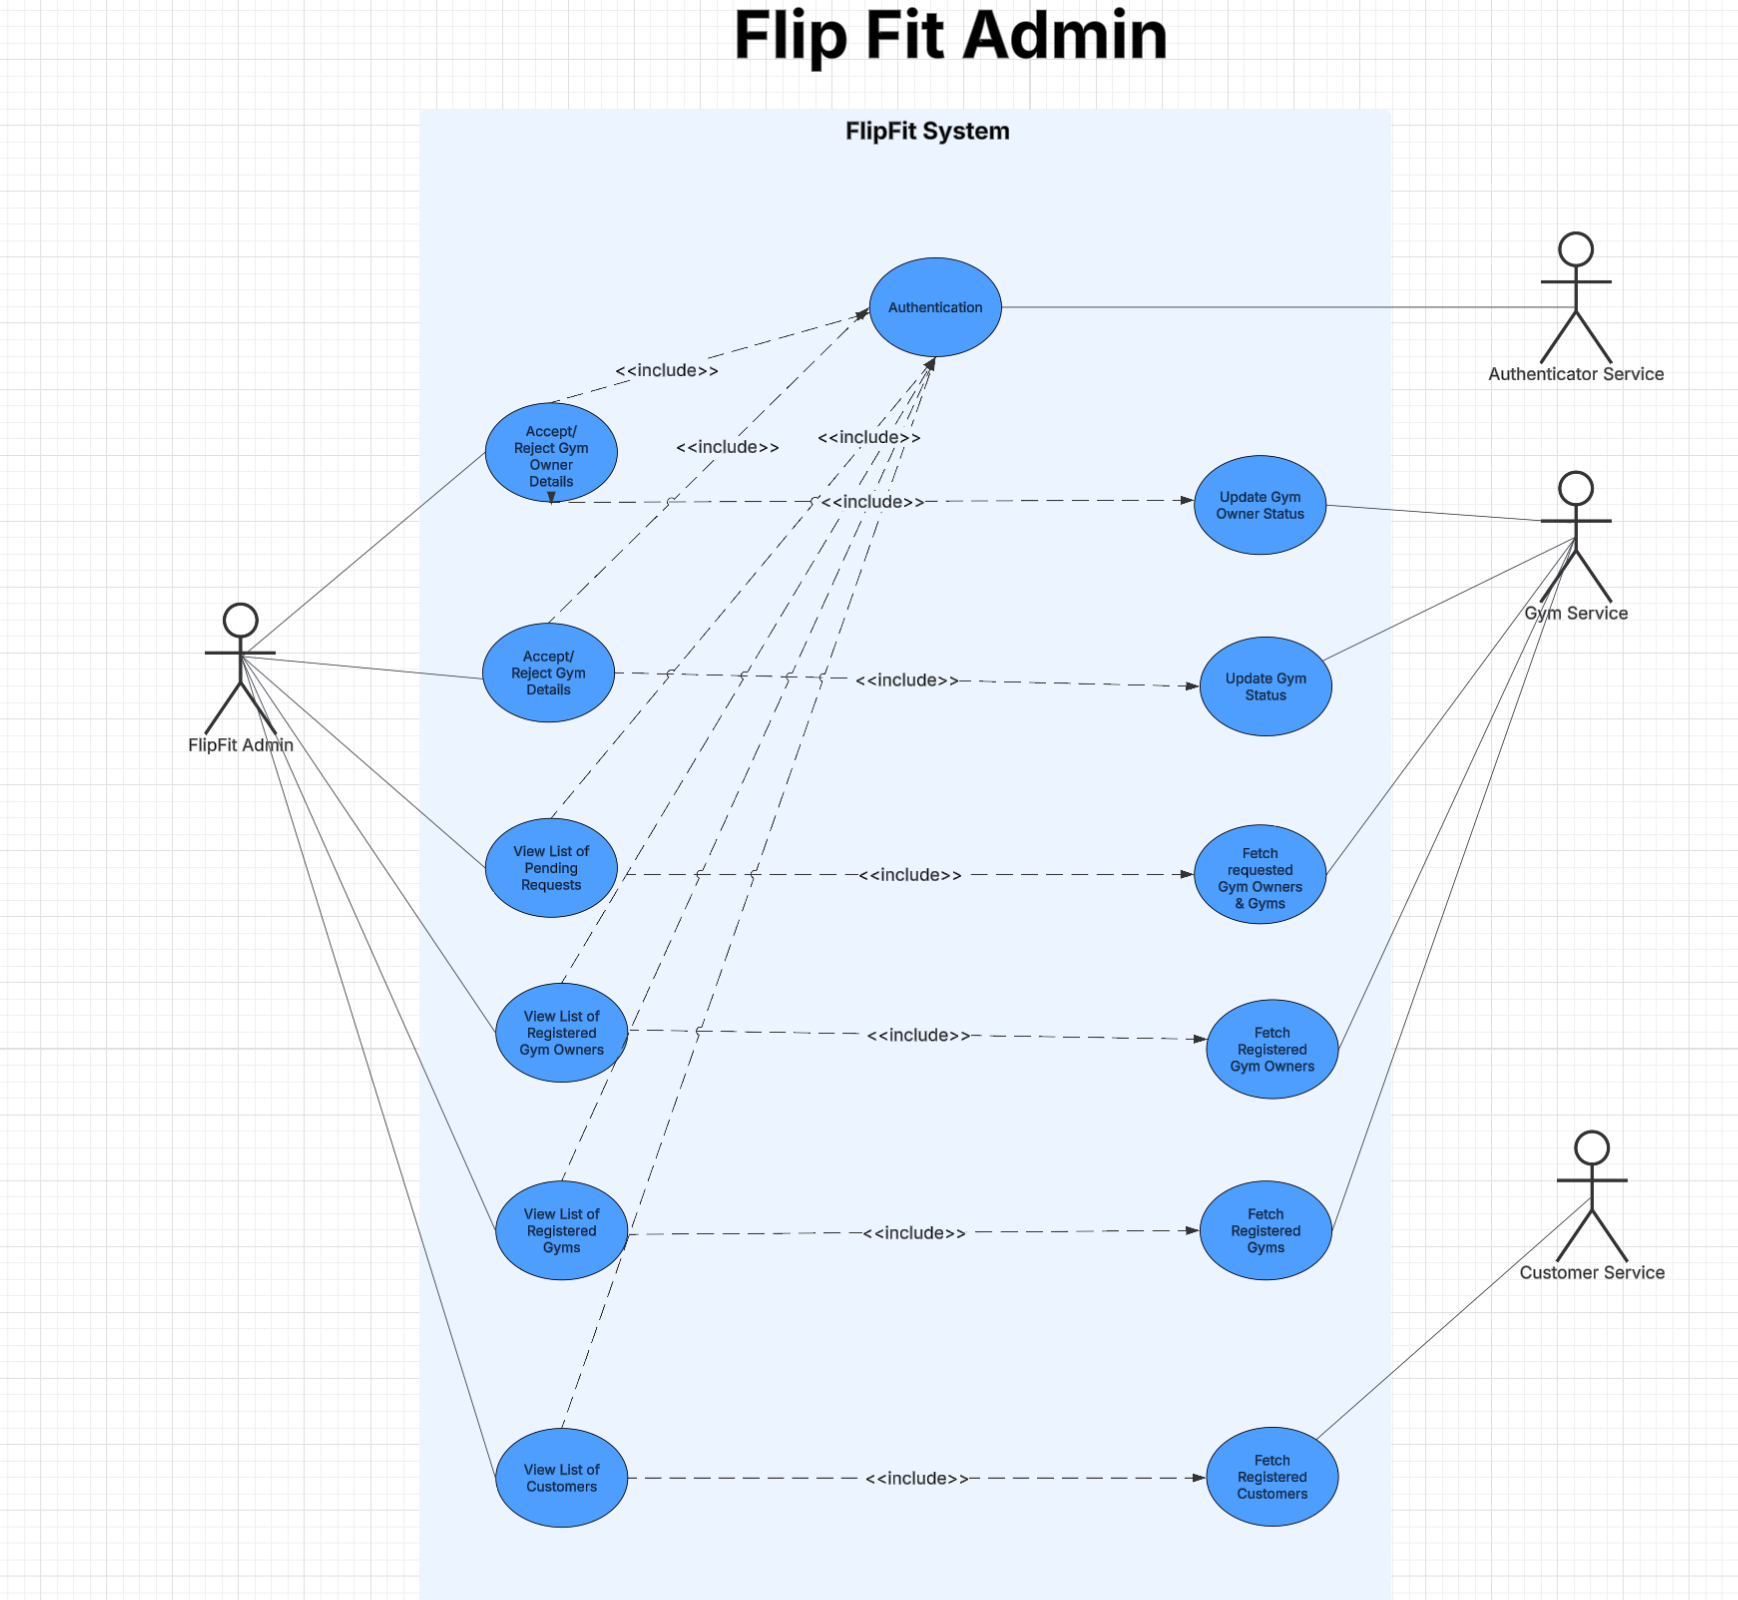 Flip Fit Admin
FlipFit System
Authentication
Authenticator Service
<<include>>
Accept/
Reject Gym
Owner
Details
<<include>>
<<include>>
<<include>>
Update Gym
Owner Status
Gym Service
FlipFit Admin
Accept/
Reject Gym
Details
<<include>>
Update Gym
Status
View List of
Pending
Requests
<<include>>
Fetch
requested
Gym Owners
& Gyms
View List of
Registered
Gym Owners
<<include>>
Fetch
Registered
Gym Owners
View List of
Registered
Gyms
<<include>>
Fetch
Registered
Gyms
Customer Service
View List of
Customers
<<include>>
Fetch
Registered
Customers